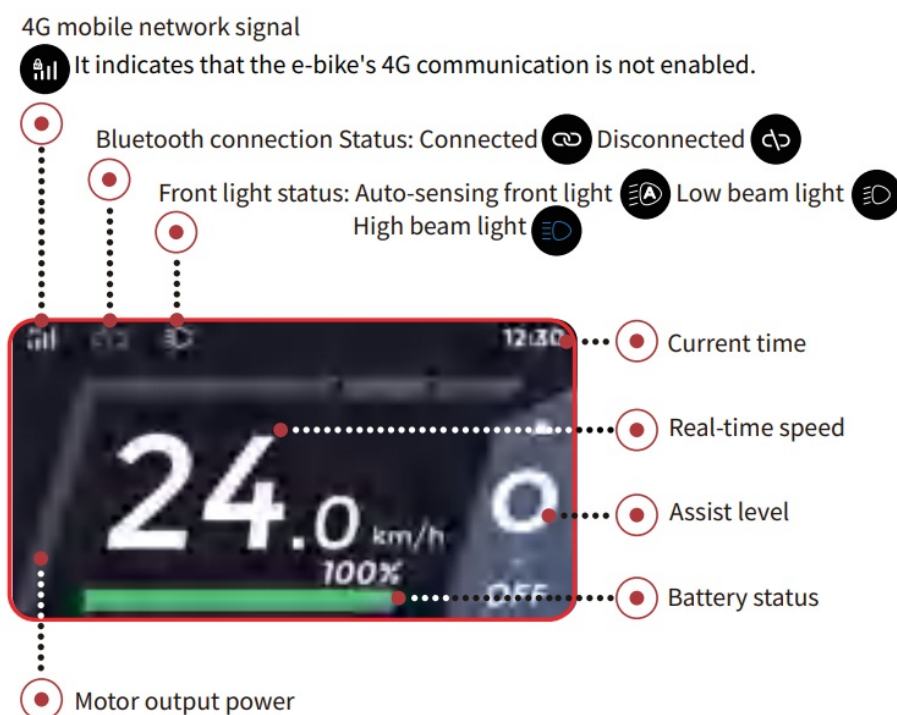 4G mobile network signal
It indicates that the e-bike's 4G communication is not enabled.
Bluetooth connection Status: Connected Disconnected
Front light status: Auto-sensing front light A Low beam light
High beam light
12:30
Current time
24.0 km/h
Real-time speed
0
Assist level
100%
OFF
Battery status
Motor output power